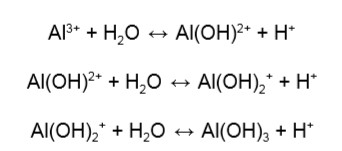 Al³⁺ + H₂O ↔ Al(OH)²⁺ + H⁺
Al(OH)²⁺ + H₂O ↔ Al(OH)₂⁺ + H⁺
Al(OH)₂⁺ + H₂O ↔ Al(OH)₃ + H⁺